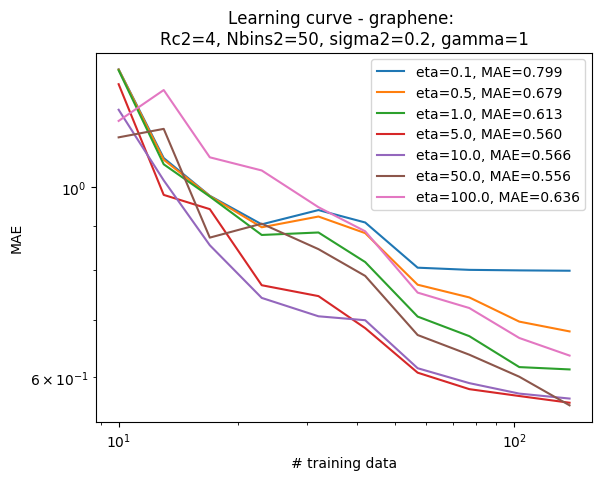 Learning curve - graphene:
Rc2=4, Nbins2=50, sigma2=0.2, gamma=1
eta=0.1, MAE=0.799
eta=0.5, MAE=0.679
eta=1.0, MAE=0.613
eta=5.0, MAE=0.560
eta=10.0, MAE=0.566
eta=50.0, MAE=0.556
eta=100.0, MAE=0.636
MAE
10⁰
6 × 10⁻¹
10¹
10²
# training data